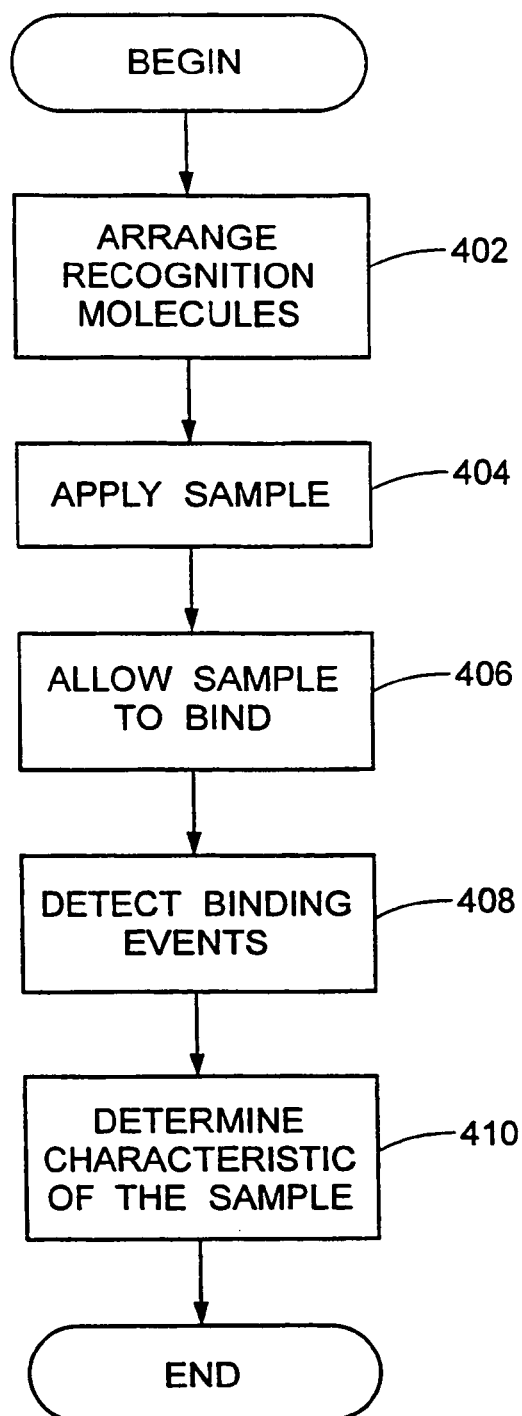 BEGIN
ARRANGE
RECOGNITION
MOLECULES
402
APPLY SAMPLE
404
ALLOW SAMPLE
TO BIND
406
DETECT BINDING
EVENTS
408
DETERMINE
CHARACTERISTIC
OF THE SAMPLE
410
END